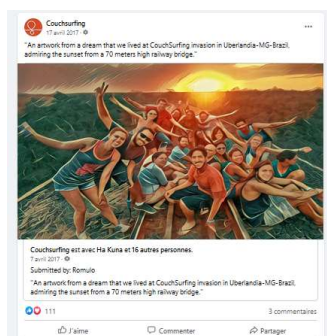 Couchsurfing
17 avril 2017 ·
"An artwork from a dream that we lived at CouchSurfing invasion in Uberlandia-MG-Brazil,
admiring the sunset from a 70 meters high railway bridge."
Couchsurfing est avec Ha Kuna et 16 autres personnes.
7 avril 2017 ·
Submitted by: Romulo
"An artwork from a dream that we lived at CouchSurfing invasion in Uberlandia-MG-Brazil,
admiring the sunset from a 70 meters high railway bridge."
111
3 commentaires
J'aime
Commenter
Partager